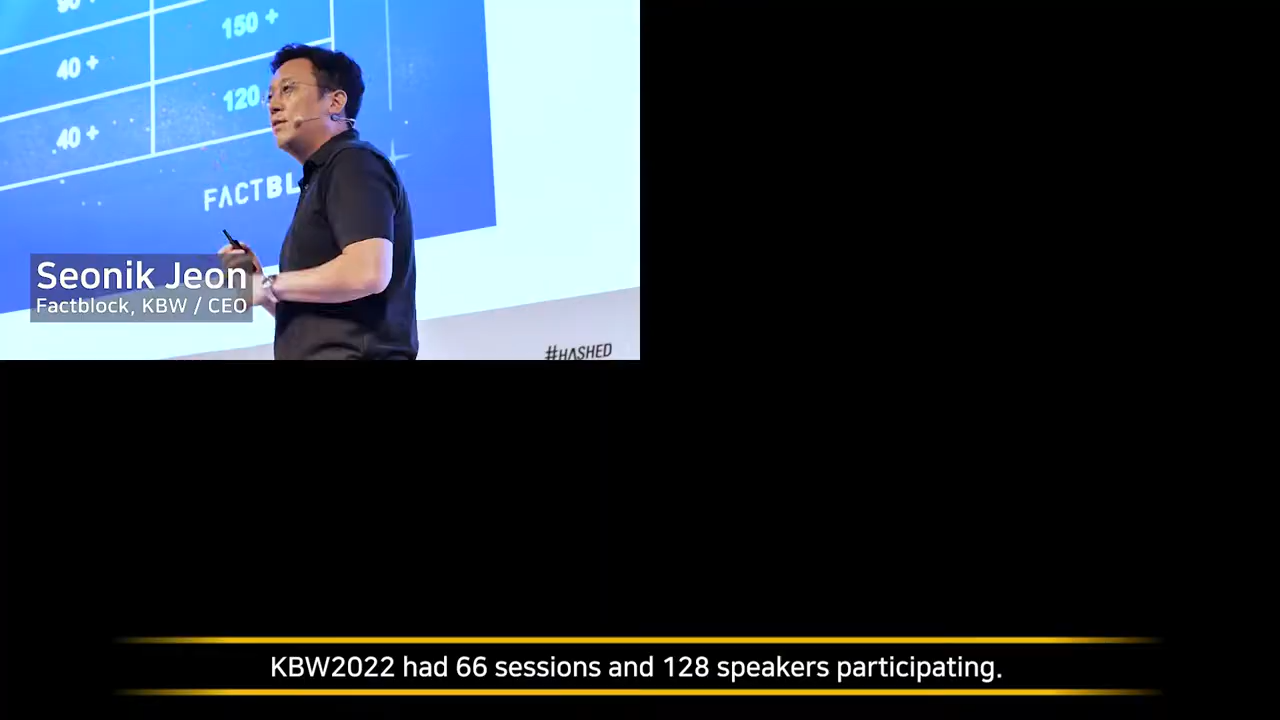 150 +
40 +
120
40 +
FACTBL
Seonik Jeon
Factblock, KBW / CEO
#HASHED
KBW2022 had 66 sessions and 128 speakers participating.